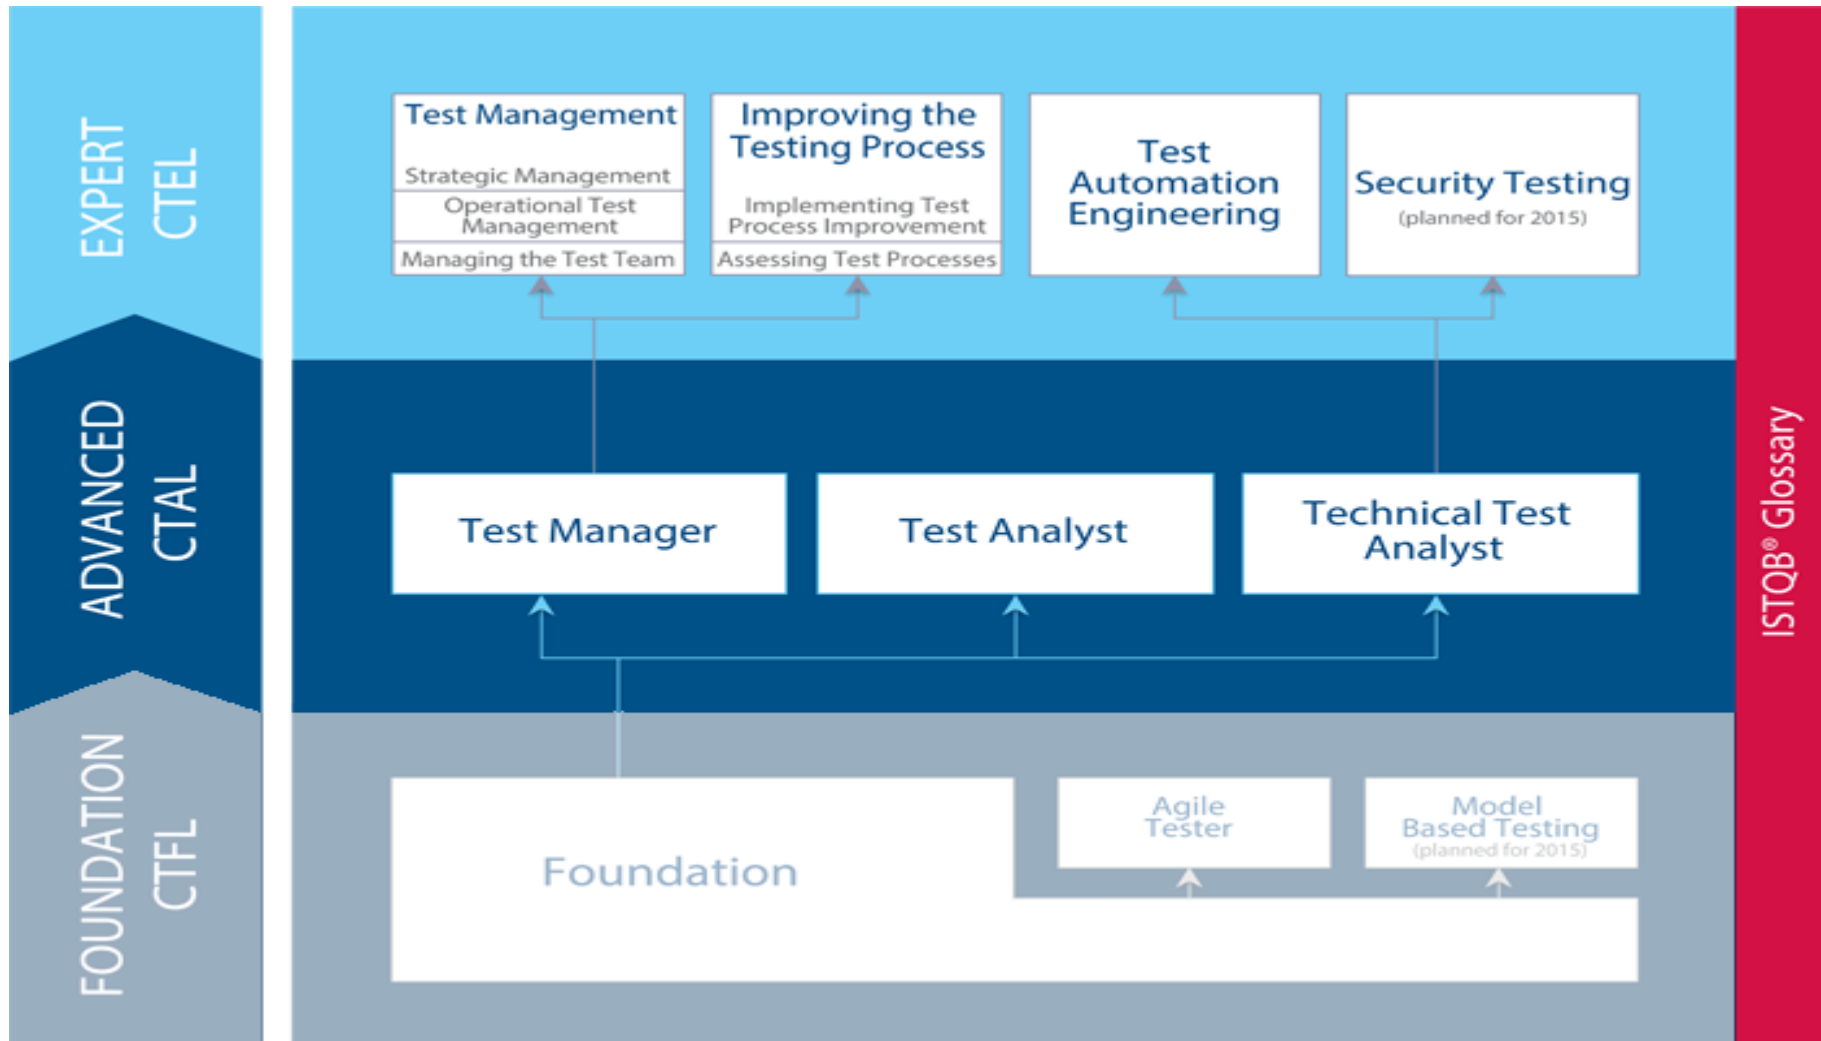 EXPERT
CTEL
Test Management
Strategic Management
Operational Test
Management
Managing the Test Team
Improving the
Testing Process
Implementing Test
Process Improvement
Assessing Test Processes
Test
Automation
Engineering
Security Testing
(planned for 2015)
ADVANCED
CTAL
Test Manager
Test Analyst
Technical Test
Analyst
FOUNDATION
CTFL
Foundation
Agile
Tester
Model
Based Testing
(planned for 2015)
ISTQB® Glossary